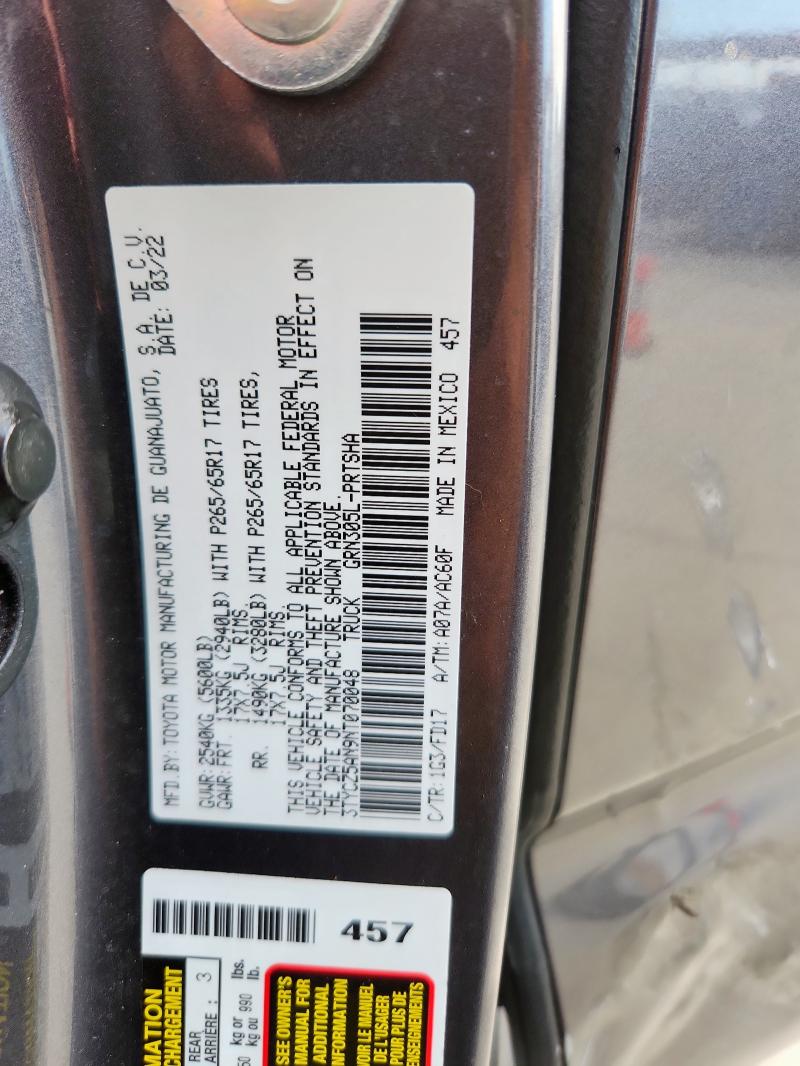 MFD. BY: TOYOTA MOTOR MANUFACTURING DE GUANAJUATO, S.A. DE C.V.
DATE: 03/22
GVWR: 2540KG (5600LB)
GAWR: FRT. 1335KG (2940LB) WITH P265/65R17 TIRES
17X7.5J RIMS,
RR. 1490KG (3280LB) WITH P265/65R17 TIRES,
17X7.5J RIMS.
THIS VEHICLE CONFORMS TO ALL APPLICABLE FEDERAL MOTOR
VEHICLE SAFETY AND THEFT PREVENTION STANDARDS IN EFFECT ON
THE DATE OF MANUFACTURE SHOWN ABOVE.
3TYCZ5AN9NT070048 TRUCK GRN305L-PRTSHA
C/TR: 1G3/FD17 A/TM: A07A/AC60F MADE IN MEXICO 457
457
MATION
CHARGEMENT
REAR
ARRIÈRE : 3
kg or 990 lbs.
kg ou lb.
SEE OWNER'S
MANUAL FOR
ADDITIONAL
INFORMATION
VOIR LE MANUEL
DE L'USAGER
POUR PLUS DE
RENSEIGNEMENTS